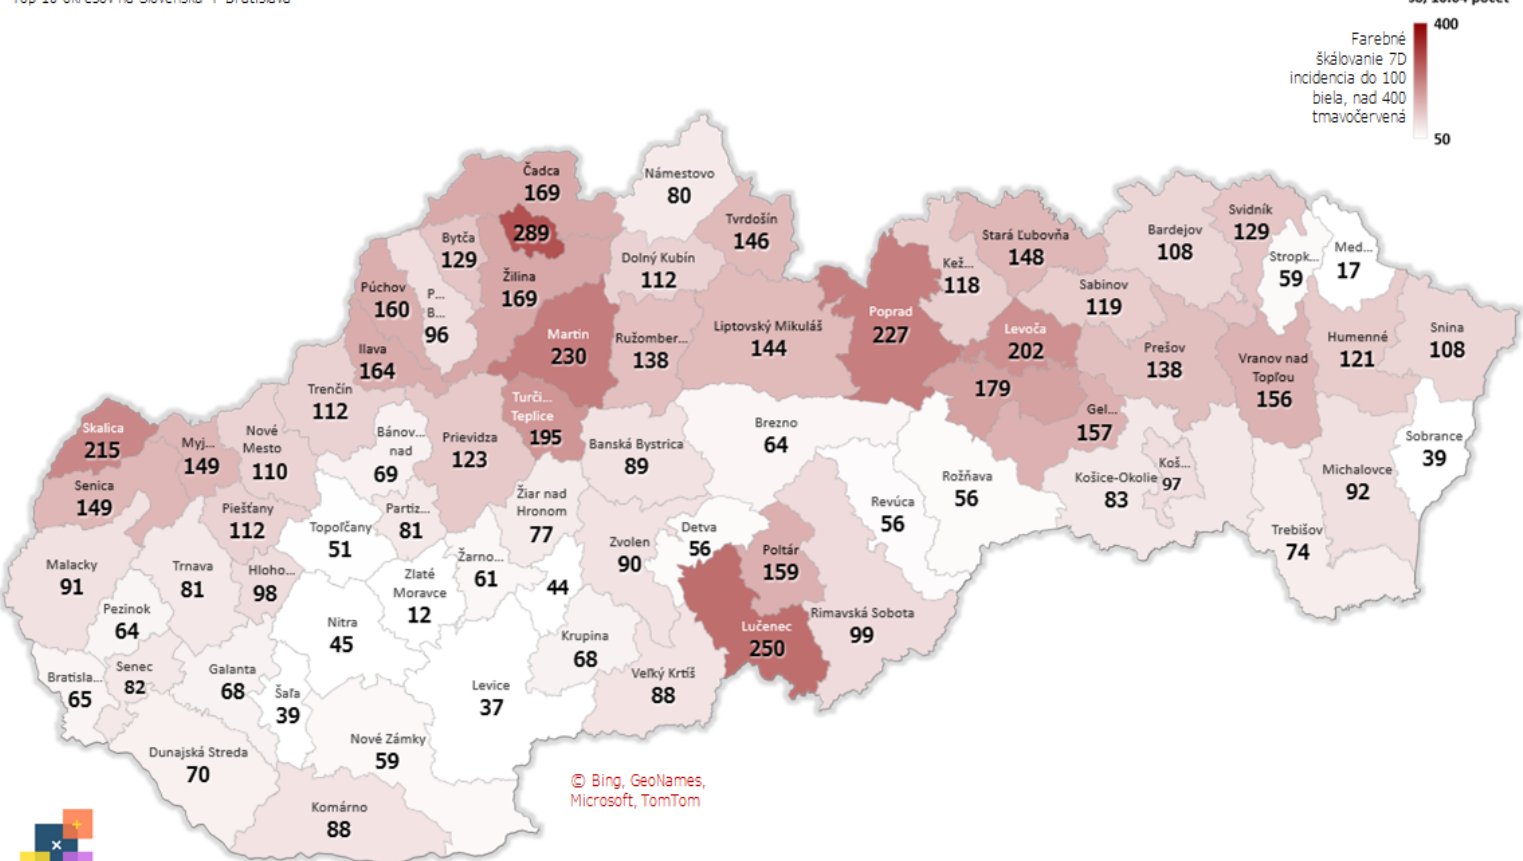 400
Farebné
škálovanie 7D
incidencia do 100
biela, nad 400
tmavočervená
50
Čadca
169
Námestovo
80
289
Tvrdošín
146
Svidník
129
Bardejov
108
Stará Ľubovňa
148
Bytča
129
Dolný Kubín
112
Med...
17
Stropk...
59
Kež...
118
Žilina
169
Púchov
160
P...
B...
96
Sabinov
119
Poprad
227
Levoča
202
Liptovský Mikuláš
144
Martin
230
Ružomber...
138
Snina
108
Humenné
121
Prešov
138
Vranov nad
Topľou
156
Ilava
164
Trenčín
112
179
Turči...
Teplice
195
Gel...
157
Skalica
215
Myj...
149
Nové
Mesto
110
Bánov...
nad
69
Prievidza
123
Banská Bystrica
89
Brezno
64
Sobrance
39
Michalovce
92
Košice-Okolie
83
Koš...
97
Rožňava
56
Revúca
56
Senica
149
Piešťany
112
Partiz...
81
Žiar nad
Hronom
77
Topoľčany
51
Detva
56
Zvolen
90
Poltár
159
Trebišov
74
Malacky
91
Trnava
81
Hloho...
98
Žarno...
61
Zlaté
Moravce
12
44
Pezinok
64
Nitra
45
Krupina
68
Lučenec
250
Rimavská Sobota
99
Bratisla...
65
Senec
82
Galanta
68
Šaľa
39
Levice
37
Veľký Krtíš
88
Dunajská Streda
70
Nové Zámky
59
Komárno
88
© Bing, GeoNames,
Microsoft, TomTom